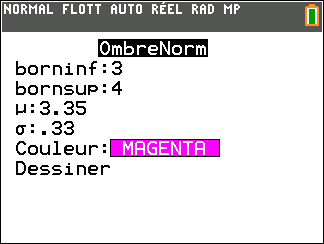 NORMAL FLOTT AUTO RÉEL RAD MP
OmbreNorm
borninf:3
bornsup:4
μ:3.35
σ:.33
Couleur: MAGENTA
Dessiner